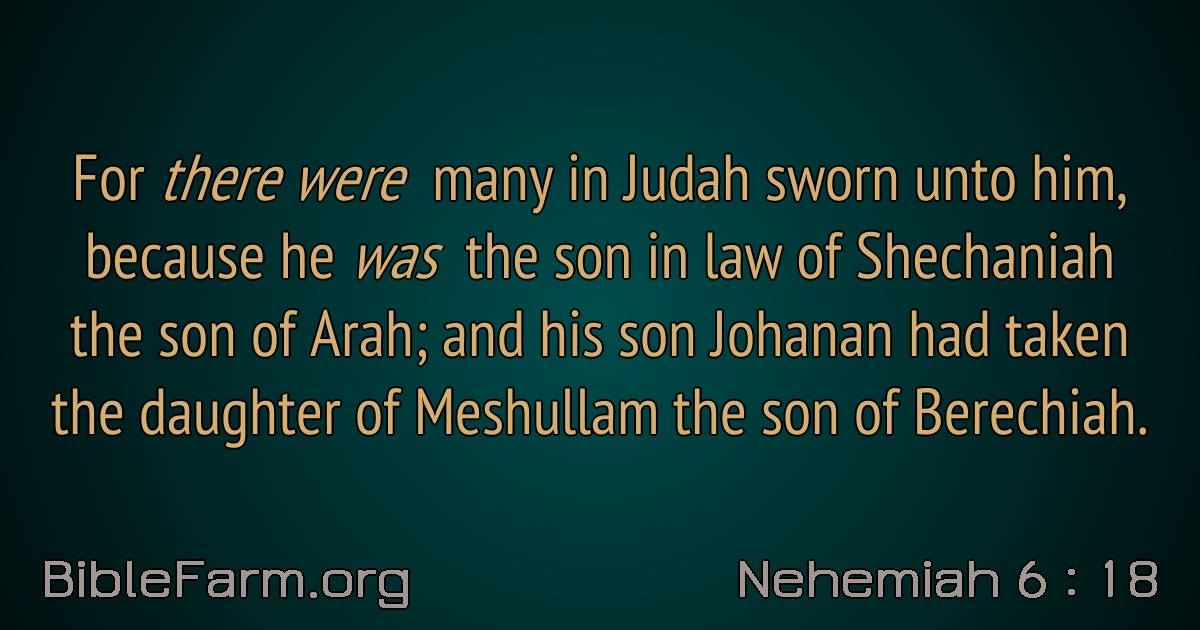 For there were many in Judah sworn unto him,
because he was the son in law of Shechaniah
the son of Arah; and his son Johanan had taken
the daughter of Meshullam the son of Berechiah.
BibleFarm.org
Nehemiah 6 : 18